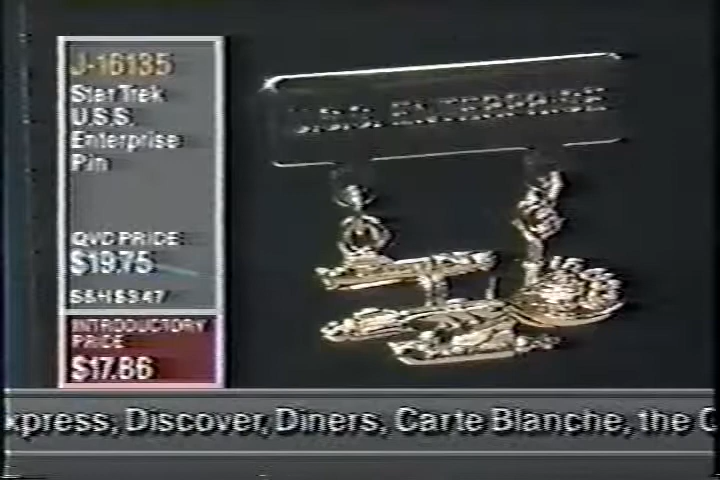 J-16135
Star Trek
U.S.S.
Enterprise
Pin
QVC PRICE
$19.75
S&H $3.47
INTRODUCTORY
PRICE
$17.86
U.S.S. ENTERPRISE
xpress, Discover, Diners, Carte Blanche, the